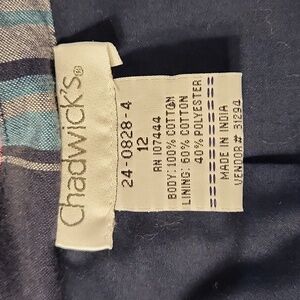 Chadwick's®
24-0828-4
12
RN 107444
BODY: 100% COTTON
LINING: 60% COTTON
40% POLYESTER
MADE IN INDIA
VENDOR# 31294